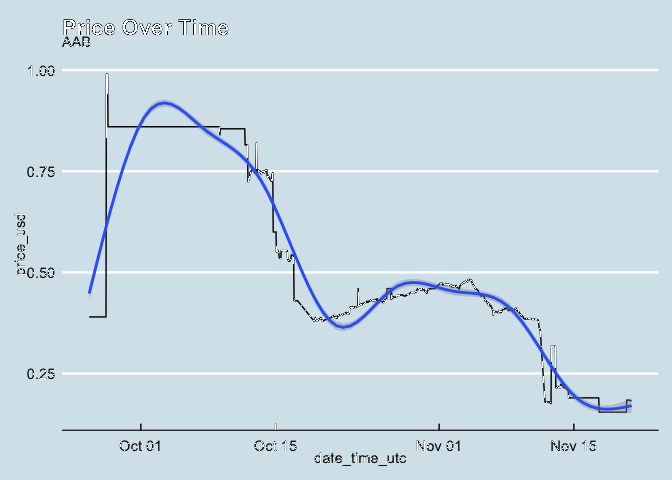 Price Over Time
AAB
1.00
0.75
0.50
0.25
price_usd
Oct 01
Oct 15
Nov 01
Nov 15
date_time_utc